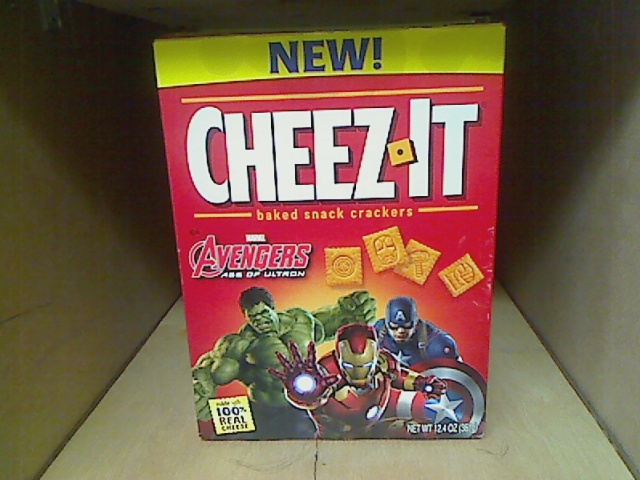 NEW!
CHEEZ-IT
baked snack crackers
MARVEL
AVENGERS
AGE OF ULTRON
A
made with
100%
REAL
CHEESE
NET WT 12.4 OZ